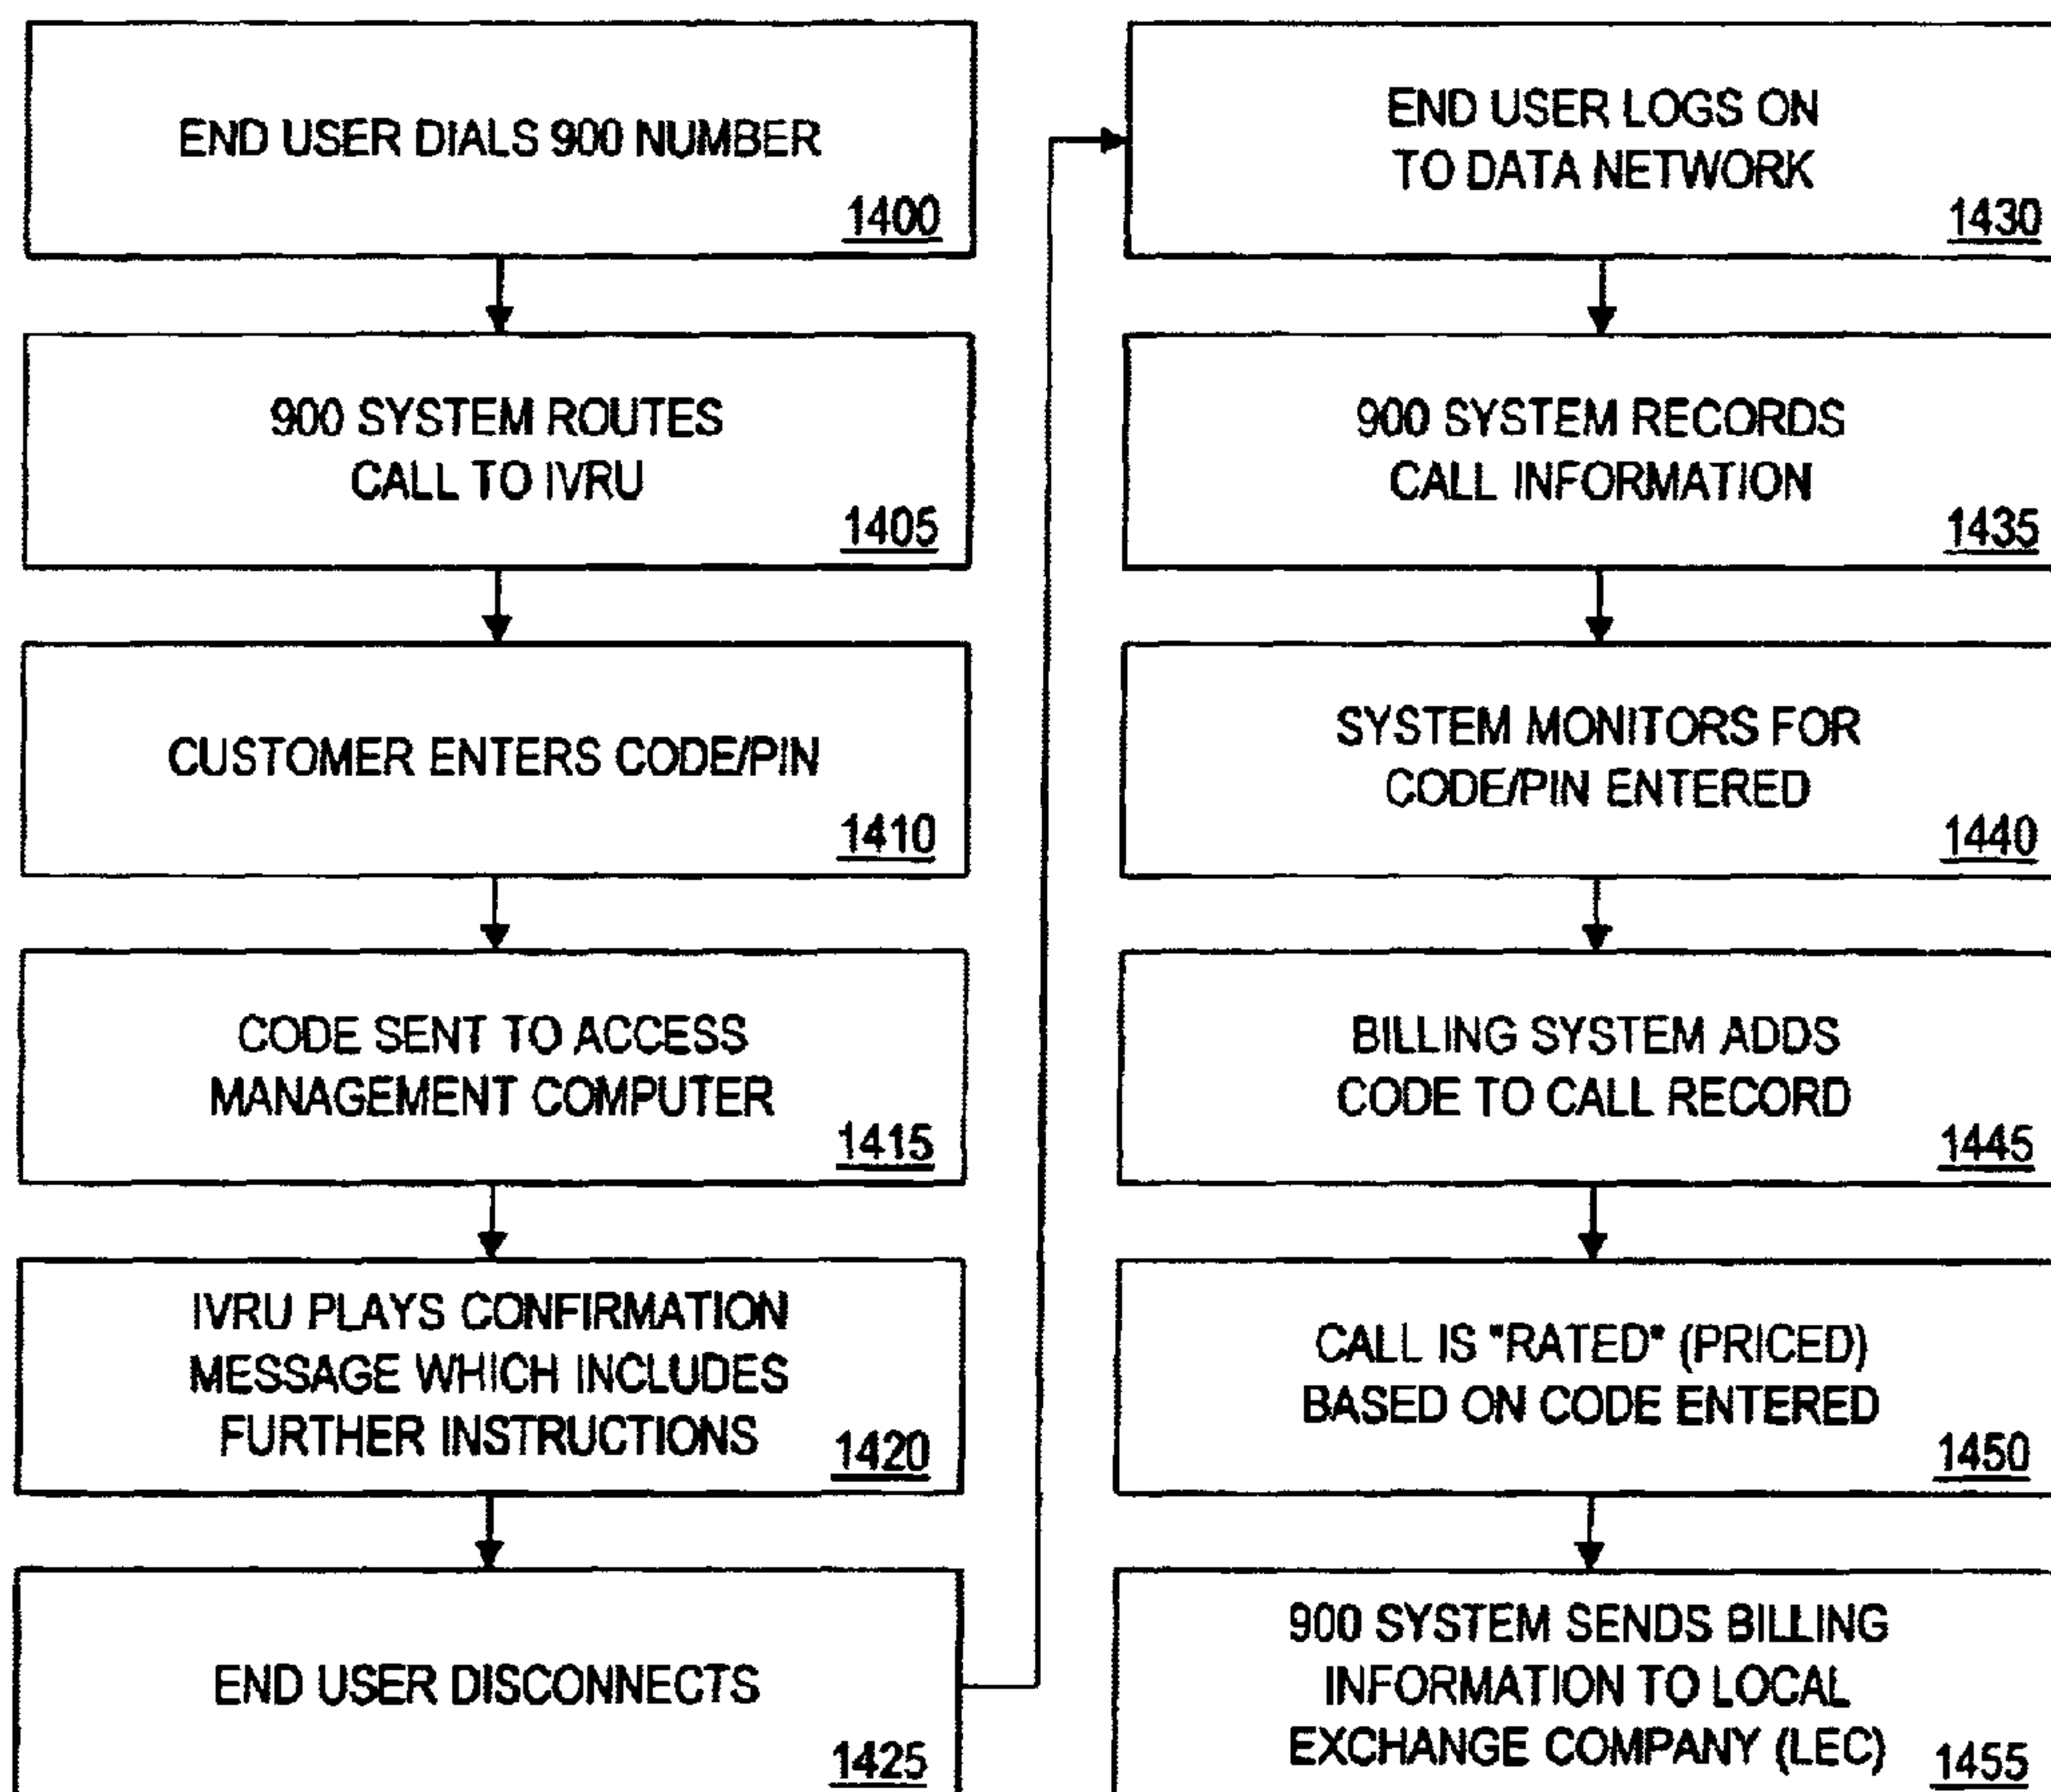 END USER DIALS 900 NUMBER
1400
900 SYSTEM ROUTES
CALL TO IVRU
1405
CUSTOMER ENTERS CODE/PIN
1410
CODE SENT TO ACCESS
MANAGEMENT COMPUTER
1415
IVRU PLAYS CONFIRMATION
MESSAGE WHICH INCLUDES
FURTHER INSTRUCTIONS
1420
END USER DISCONNECTS
1425
END USER LOGS ON
TO DATA NETWORK
1430
900 SYSTEM RECORDS
CALL INFORMATION
1435
SYSTEM MONITORS FOR
CODE/PIN ENTERED
1440
BILLING SYSTEM ADDS
CODE TO CALL RECORD
1445
CALL IS "RATED" (PRICED)
BASED ON CODE ENTERED
1450
900 SYSTEM SENDS BILLING
INFORMATION TO LOCAL
EXCHANGE COMPANY (LEC)
1455